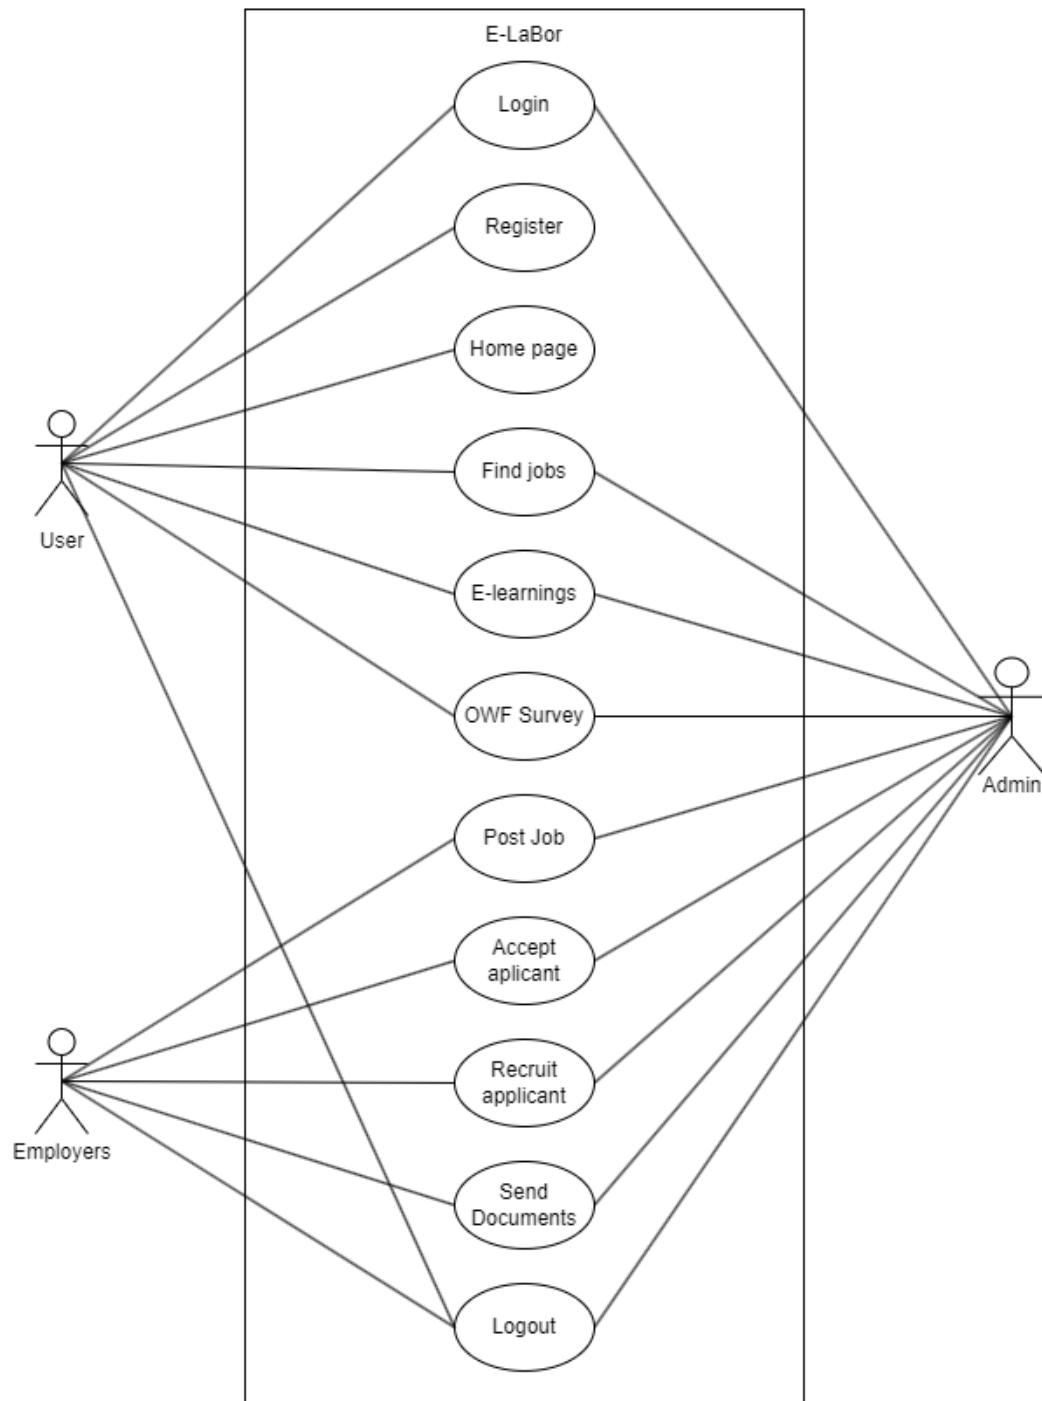 E-LaBor
Login
Register
Home page
Find jobs
User
E-learnings
OWF Survey
Admin
Post Job
Accept
aplicant
Recruit
applicant
Employers
Send
Documents
Logout